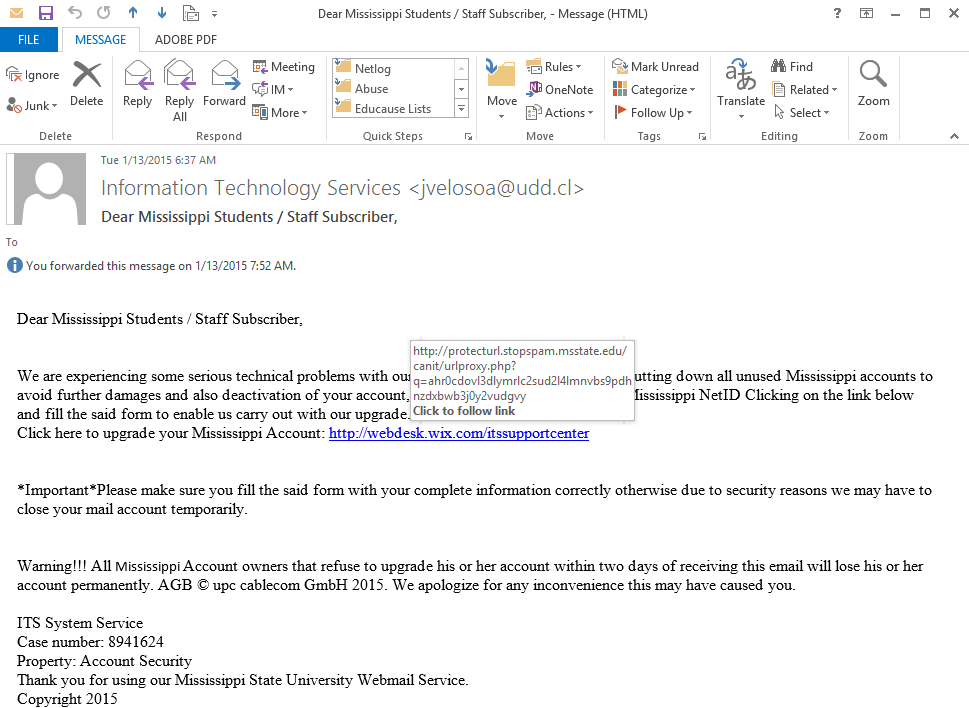 Dear Mississippi Students / Staff Subscriber, - Message (HTML)
FILE MESSAGE ADOBE PDF
Ignore
Junk
Delete
Delete
Reply
Reply All
Forward
Meeting
IM
More
Respond
Netlog
Abuse
Educause Lists
Quick Steps
Move
Rules
OneNote
Actions
Move
Mark Unread
Categorize
Follow Up
Tags
Translate
Find
Related
Select
Editing
Zoom
Zoom
Tue 1/13/2015 6:37 AM
Information Technology Services <jvelosoa@udd.cl>
Dear Mississippi Students / Staff Subscriber,
To
You forwarded this message on 1/13/2015 7:52 AM.
Dear Mississippi Students / Staff Subscriber,
http://protecturl.stopspam.msstate.edu/
canit/urlproxy.php?
q=ahr0cdovl3dlymrlc2sud2l4lmnvbs9pdh
nzdxbwb3j0y2vudgvy
Click to follow link
We are experiencing some serious technical problems with our utting down all unused Mississippi accounts to
avoid further damages and also deactivation of your account, Mississippi NetID Clicking on the link below
and fill the said form to enable us carry out with our upgrade.
Click here to upgrade your Mississippi Account: http://webdesk.wix.com/itssupportcenter
*Important*Please make sure you fill the said form with your complete information correctly otherwise due to security reasons we may have to
close your mail account temporarily.
Warning!!! All Mississippi Account owners that refuse to upgrade his or her account within two days of receiving this email will lose his or her
account permanently. AGB © upc cablecom GmbH 2015. We apologize for any inconvenience this may have caused you.
ITS System Service
Case number: 8941624
Property: Account Security
Thank you for using our Mississippi State University Webmail Service.
Copyright 2015